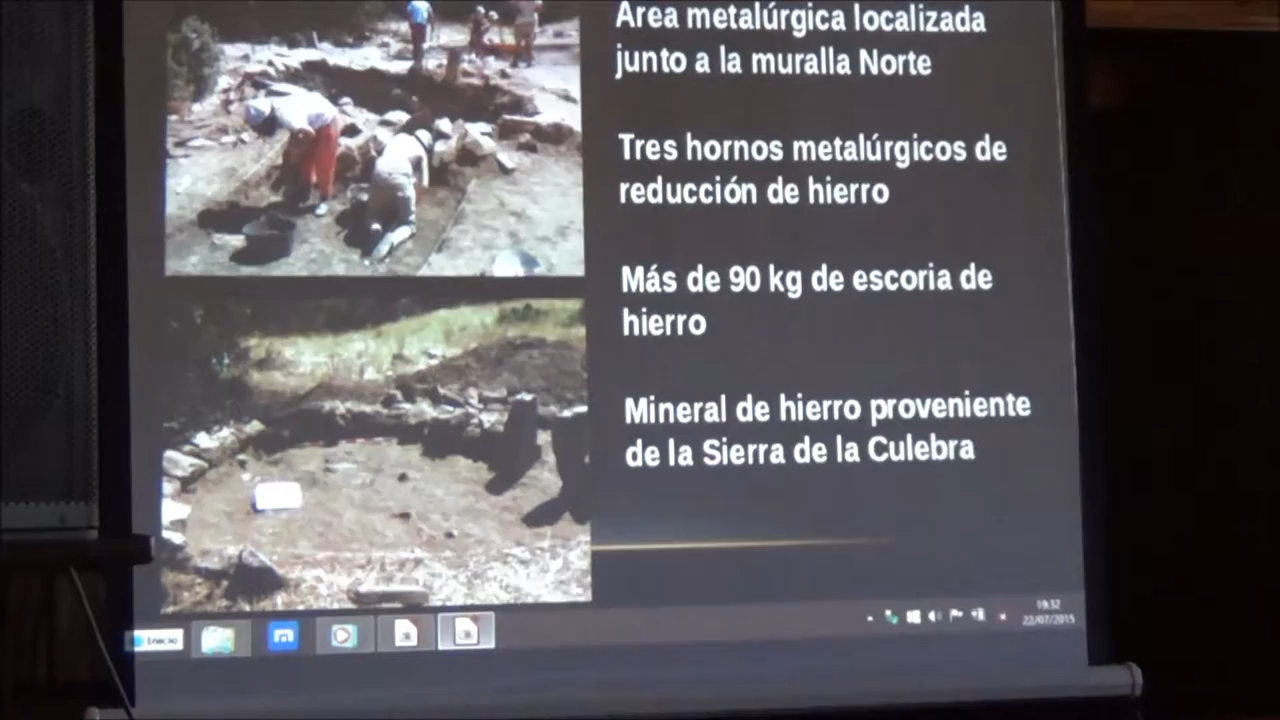 Área metalúrgica localizada
junto a la muralla Norte
Tres hornos metalúrgicos de
reducción de hierro
Más de 90 kg de escoria de
hierro
Mineral de hierro proveniente
de la Sierra de la Culebra
Inicio
19:32
22/07/2015